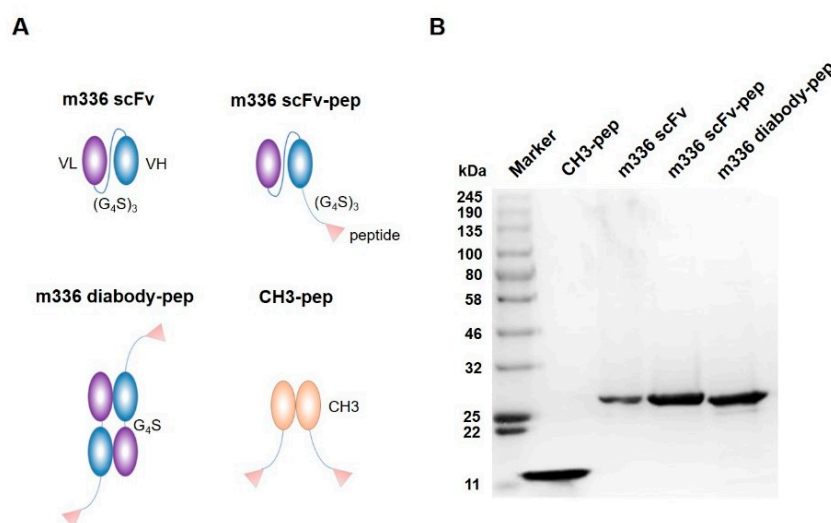 A
m336 scFv
m336 scFv-pep
VL
VH
(G₄S)₃
(G₄S)₃
peptide
m336 diabody-pep
CH3-pep
G₄S
CH3
B
kDa
Marker
CH3-pep
m336 scFv
m336 scFv-pep
m336 diabody-pep
245
190
135
100
80
58
46
32
25
22
11